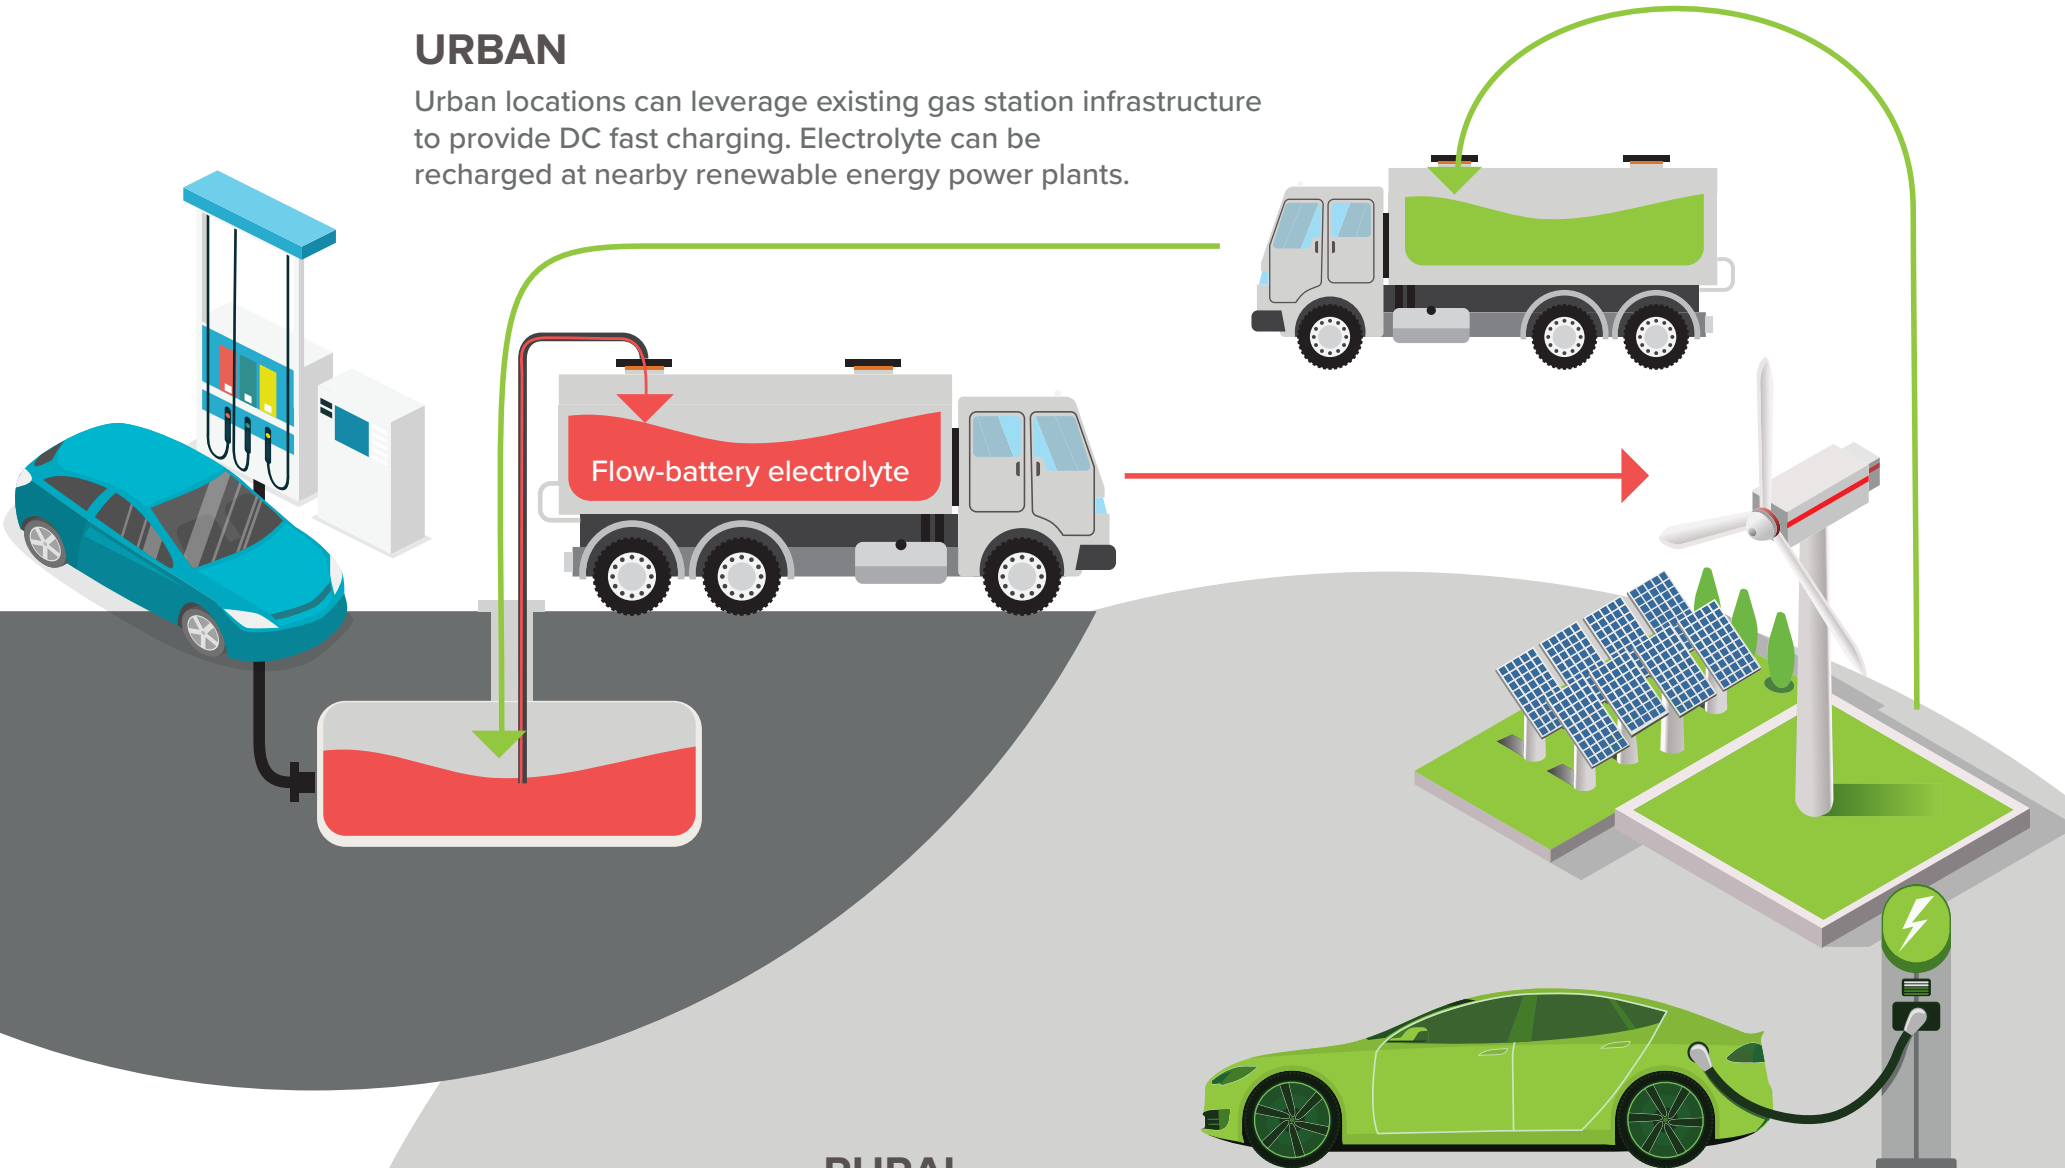 URBAN
Urban locations can leverage existing gas station infrastructure
to provide DC fast charging. Electrolyte can be
recharged at nearby renewable energy power plants.
Flow-battery electrolyte
RURAL